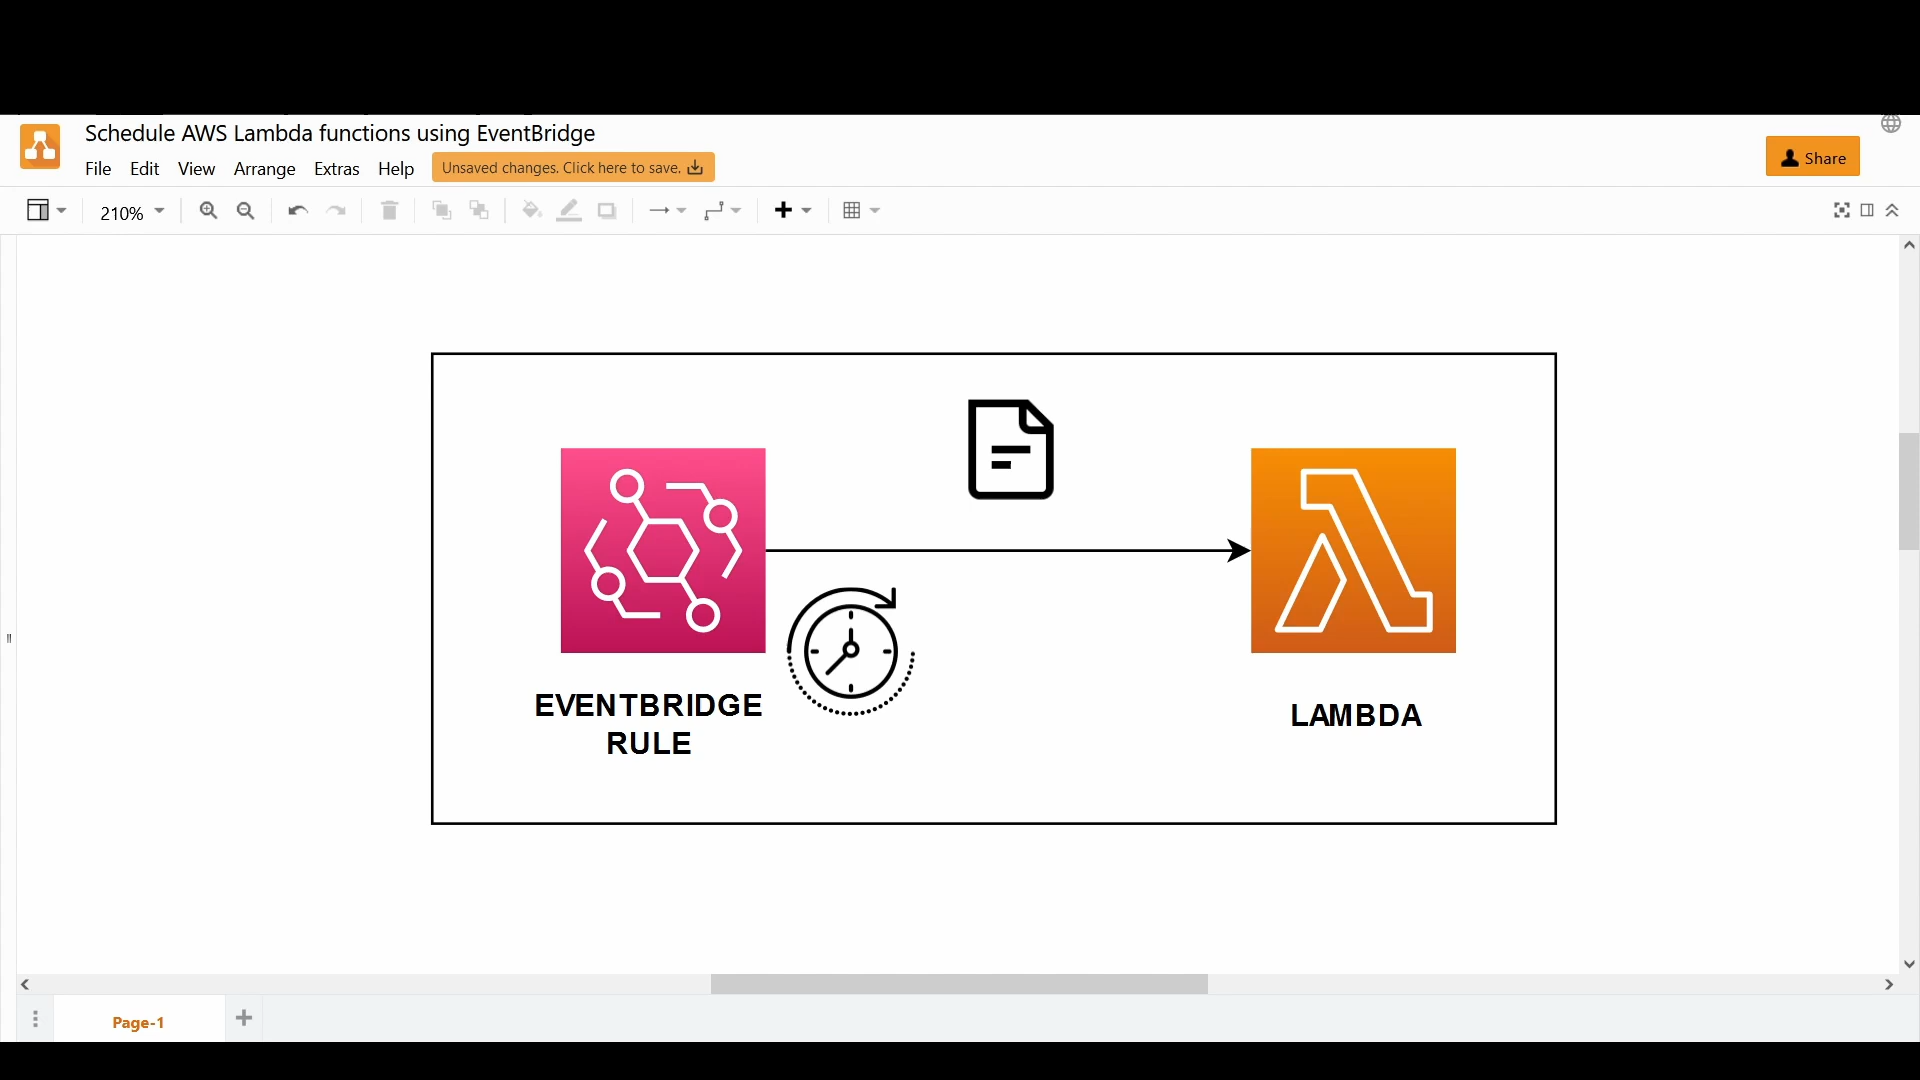 Schedule AWS Lambda functions using EventBridge
File Edit View Arrange Extras Help Unsaved changes. Click here to save.
Share
210%
EVENTBRIDGE
RULE
LAMBDA
Page-1